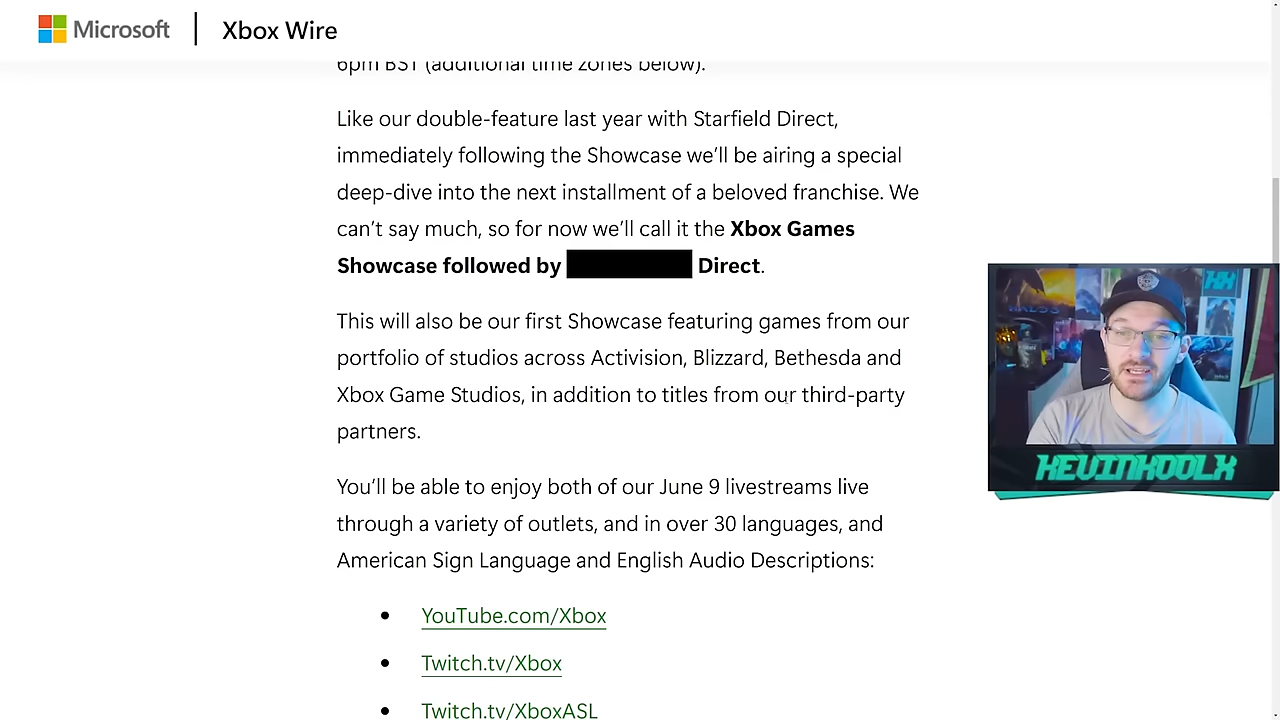 Microsoft | Xbox Wire
6pm BST (additional time zones below).
Like our double-feature last year with Starfield Direct,
immediately following the Showcase we’ll be airing a special
deep-dive into the next installment of a beloved franchise. We
can’t say much, so for now we’ll call it the Xbox Games
Showcase followed by Direct.
This will also be our first Showcase featuring games from our
portfolio of studios across Activision, Blizzard, Bethesda and
Xbox Game Studios, in addition to titles from our third-party
partners.
KEVINKOOLX
You’ll be able to enjoy both of our June 9 livestreams live
through a variety of outlets, and in over 30 languages, and
American Sign Language and English Audio Descriptions:
• YouTube.com/Xbox
• Twitch.tv/Xbox
• Twitch.tv/XboxASL